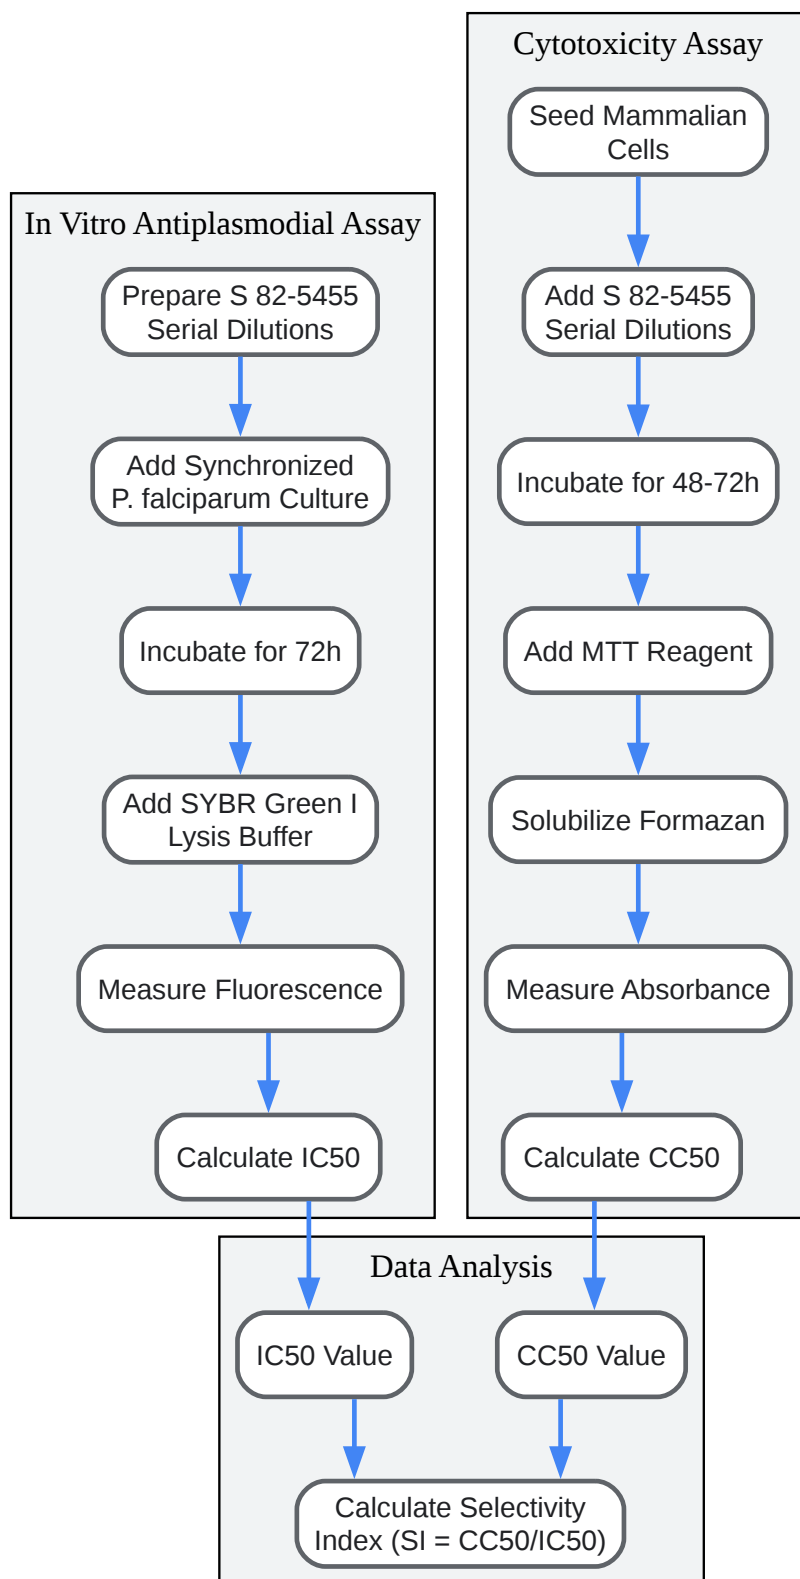 In Vitro Antiplasmodial Assay
Prepare S 82-5455
Serial Dilutions
Add Synchronized
P. falciparum Culture
Incubate for 72h
Add SYBR Green I
Lysis Buffer
Measure Fluorescence
Calculate IC50
Cytotoxicity Assay
Seed Mammalian
Cells
Add S 82-5455
Serial Dilutions
Incubate for 48-72h
Add MTT Reagent
Solubilize Formazan
Measure Absorbance
Calculate CC50
Data Analysis
IC50 Value
CC50 Value
Calculate Selectivity
Index (SI = CC50/IC50)